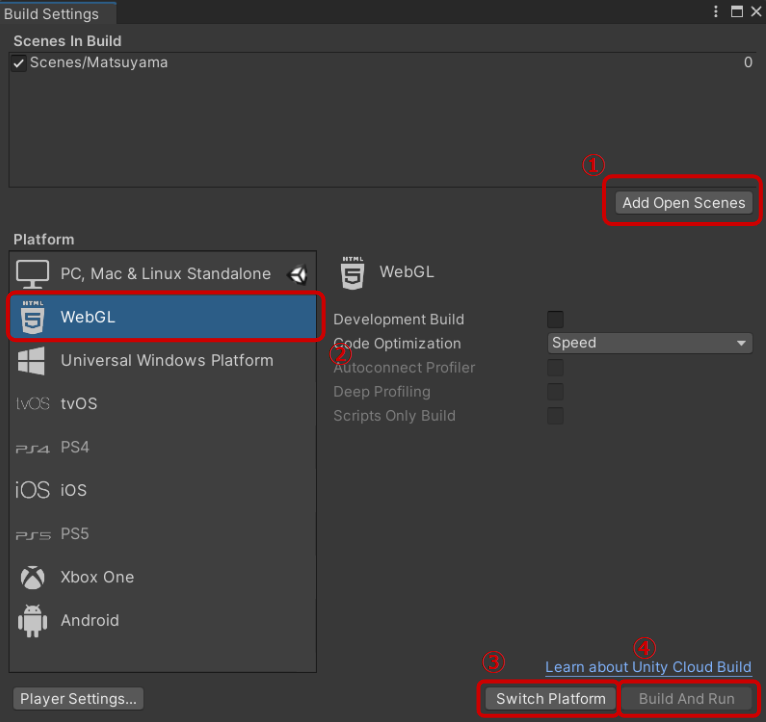 Build Settings
Scenes In Build
Scenes/Matsuyama 0
①
Add Open Scenes
Platform
PC, Mac & Linux Standalone
HTML 5 WebGL
Universal Windows Platform
tvOS tvOS
PS4 PS4
iOS iOS
PS5 PS5
Xbox One
Android
HTML 5 WebGL
Development Build
Code Optimization Speed
②
Autoconnect Profiler
Deep Profiling
Scripts Only Build
③ ④
Learn about Unity Cloud Build
Player Settings... Switch Platform Build And Run